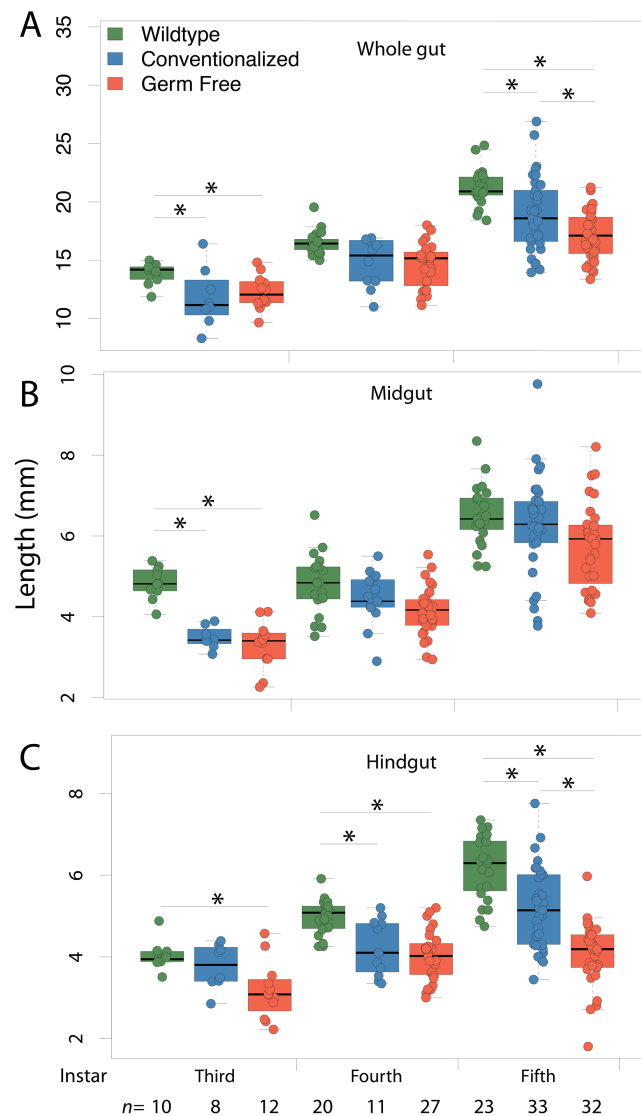 A
Whole gut
Wildtype
Conventionalized
Germ Free
35
30
25
20
15
10
*
*
*
*
*
B
Midgut
Length (mm)
10
8
6
4
2
*
*
C
Hindgut
8
6
4
2
*
*
*
*
*
*
Instar Third Fourth Fifth
n= 10 8 12 20 11 27 23 33 32